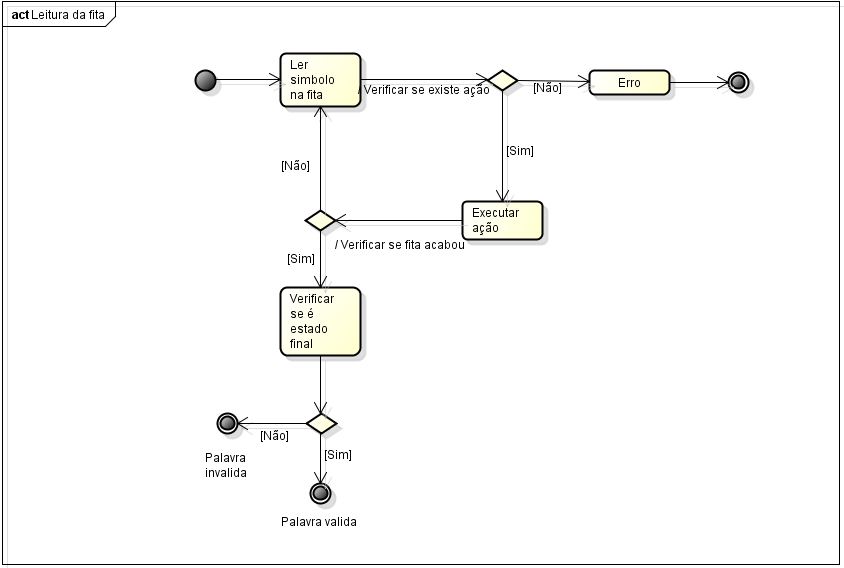 act Leitura da fita
Ler
simbolo
na fita
/ Verificar se existe ação
[Não]
Erro
[Sim]
[Não]
Executar
ação
/ Verificar se fita acabou
[Sim]
Verificar
se é
estado
final
[Não]
Palavra
invalida
[Sim]
Palavra valida